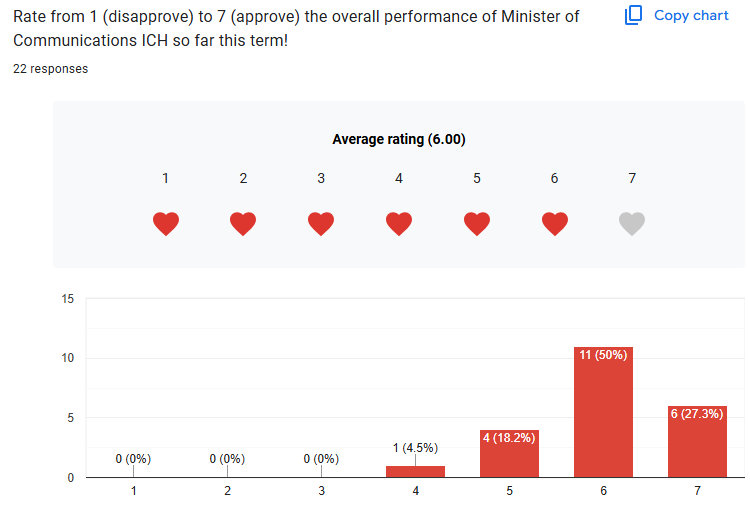 Rate from 1 (disapprove) to 7 (approve) the overall performance of Minister of
Communications ICH so far this term!
Copy chart
22 responses
Average rating (6.00)
1 2 3 4 5 6 7
15
10
5
0
0 (0%) 0 (0%) 0 (0%) 1 (4.5%) 4 (18.2%) 11 (50%) 6 (27.3%)
1 2 3 4 5 6 7